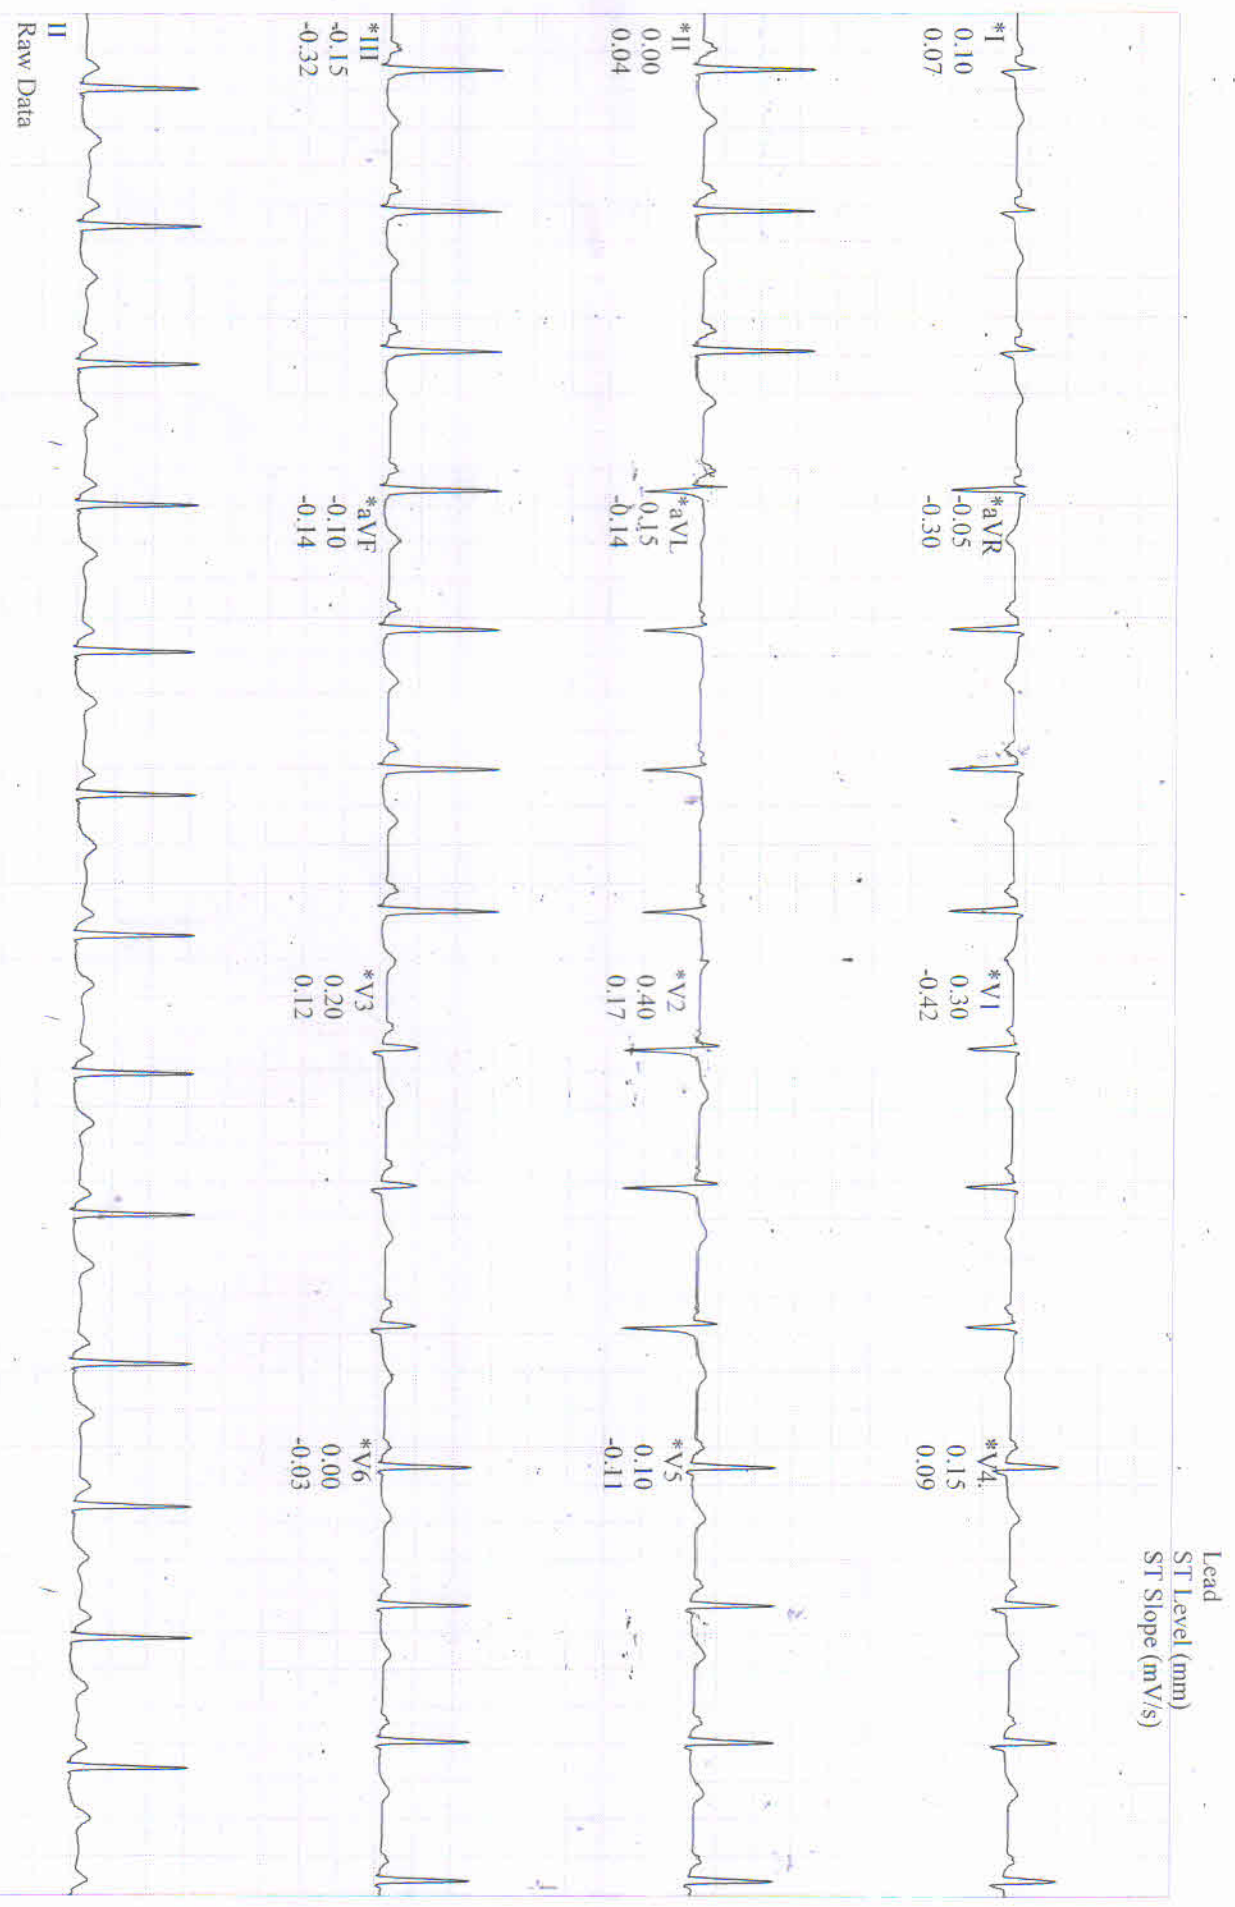 Lead
ST Level (mm)
ST Slope (mV/s)
*I
0.10
0.07
*aVR
-0.05
-0.30
*V1
0.30
-0.42
*V4
0.15
0.09
*II
0.00
0.04
*aVL
0.15
-0.14
*V2
0.40
0.17
*V5
0.10
-0.11
*III
-0.15
-0.32
*aVF
-0.10
-0.14
*V3
0.20
0.12
*V6
0.00
-0.03
II
Raw Data